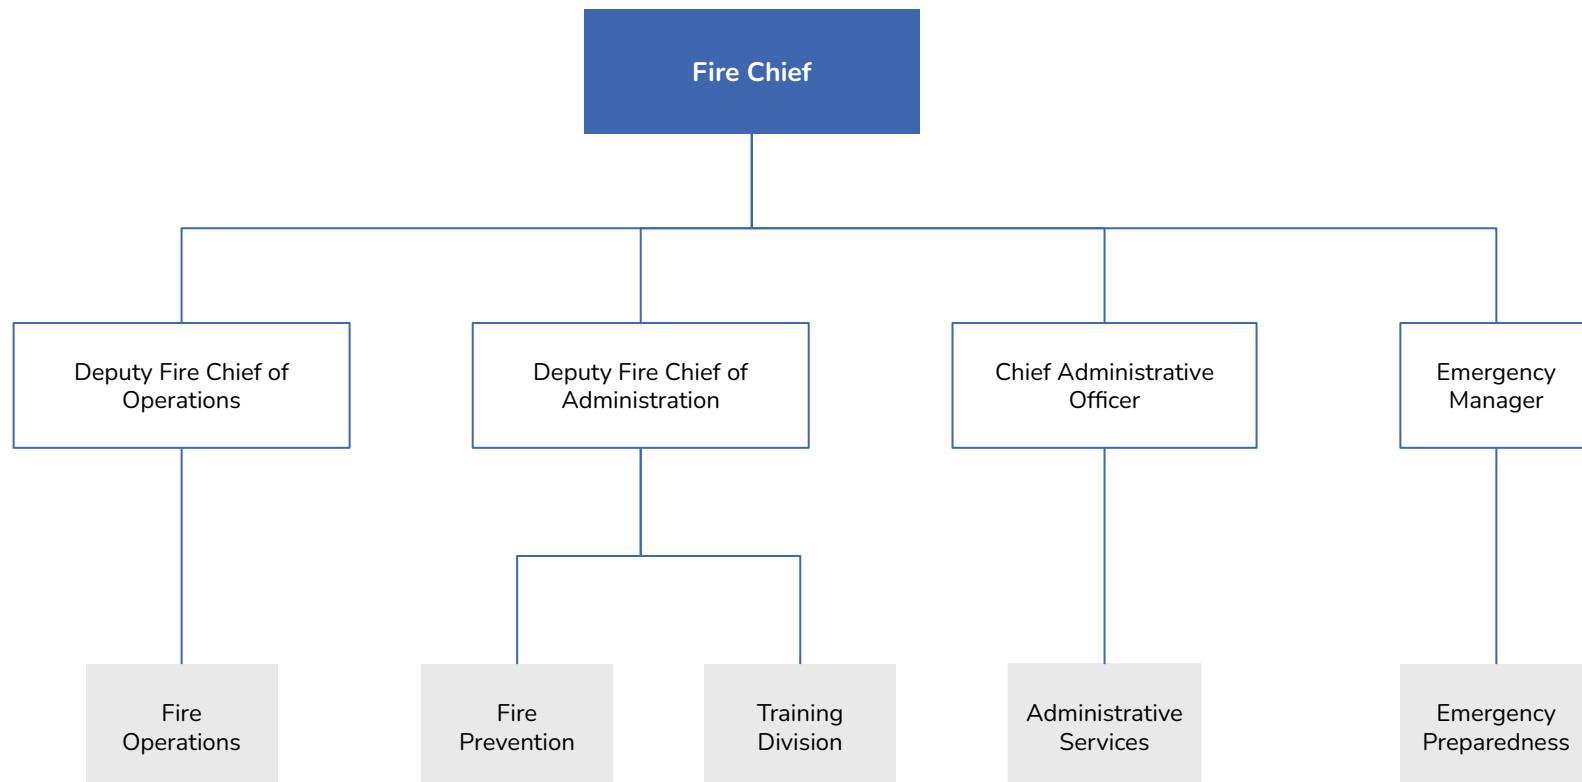 Fire Chief
Deputy Fire Chief of
Operations
Deputy Fire Chief of
Administration
Chief Administrative
Officer
Emergency
Manager
Fire
Operations
Fire
Prevention
Training
Division
Administrative
Services
Emergency
Preparedness